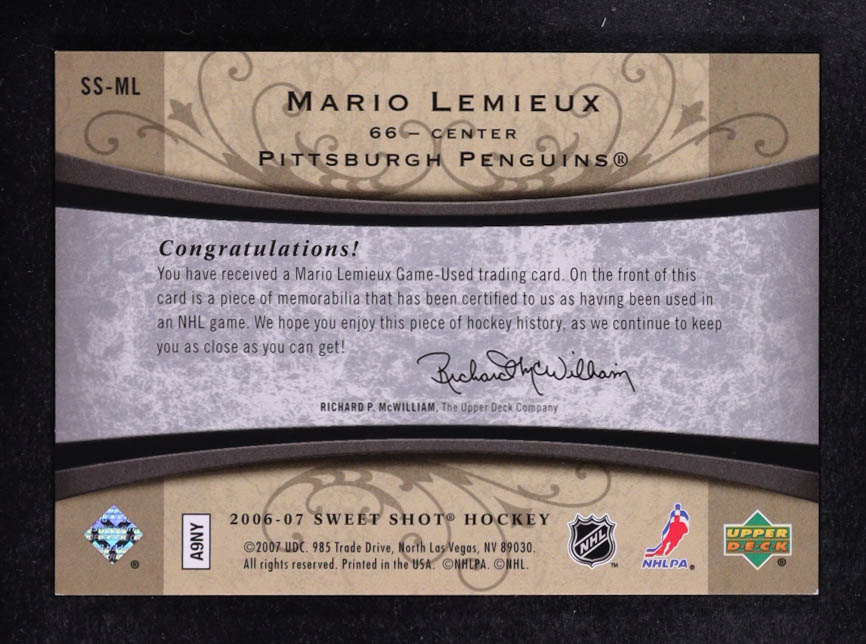 SS-ML
MARIO LEMIEUX
66 – CENTER
PITTSBURGH PENGUINS®
Congratulations!
You have received a Mario Lemieux Game-Used trading card. On the front of this
card is a piece of memorabilia that has been certified to us as having been used in
an NHL game. We hope you enjoy this piece of hockey history, as we continue to keep
you as close as you can get!
Richard P. McWilliam
RICHARD P. McWILLIAM, The Upper Deck Company
A9NY
2006-07 SWEET SHOT® HOCKEY
©2007 UDC. 985 Trade Drive, North Las Vegas, NV 89030.
All rights reserved. Printed in the USA. ©NHLPA. ©NHL.
®
NHL
™
NHLPA®
UPPER
DECK
®